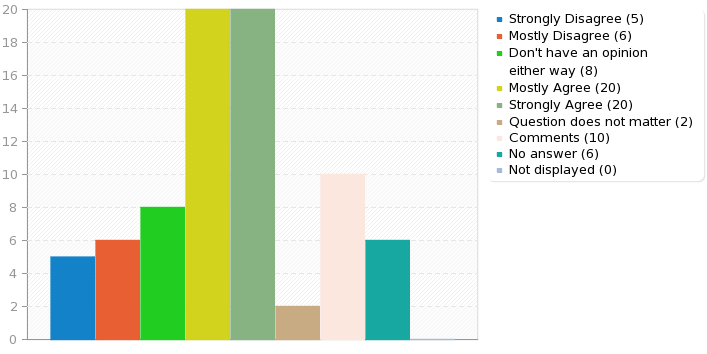 20
18
16
14
12
10
8
6
4
2
0
Strongly Disagree (5)
Mostly Disagree (6)
Don't have an opinion
either way (8)
Mostly Agree (20)
Strongly Agree (20)
Question does not matter (2)
Comments (10)
No answer (6)
Not displayed (0)